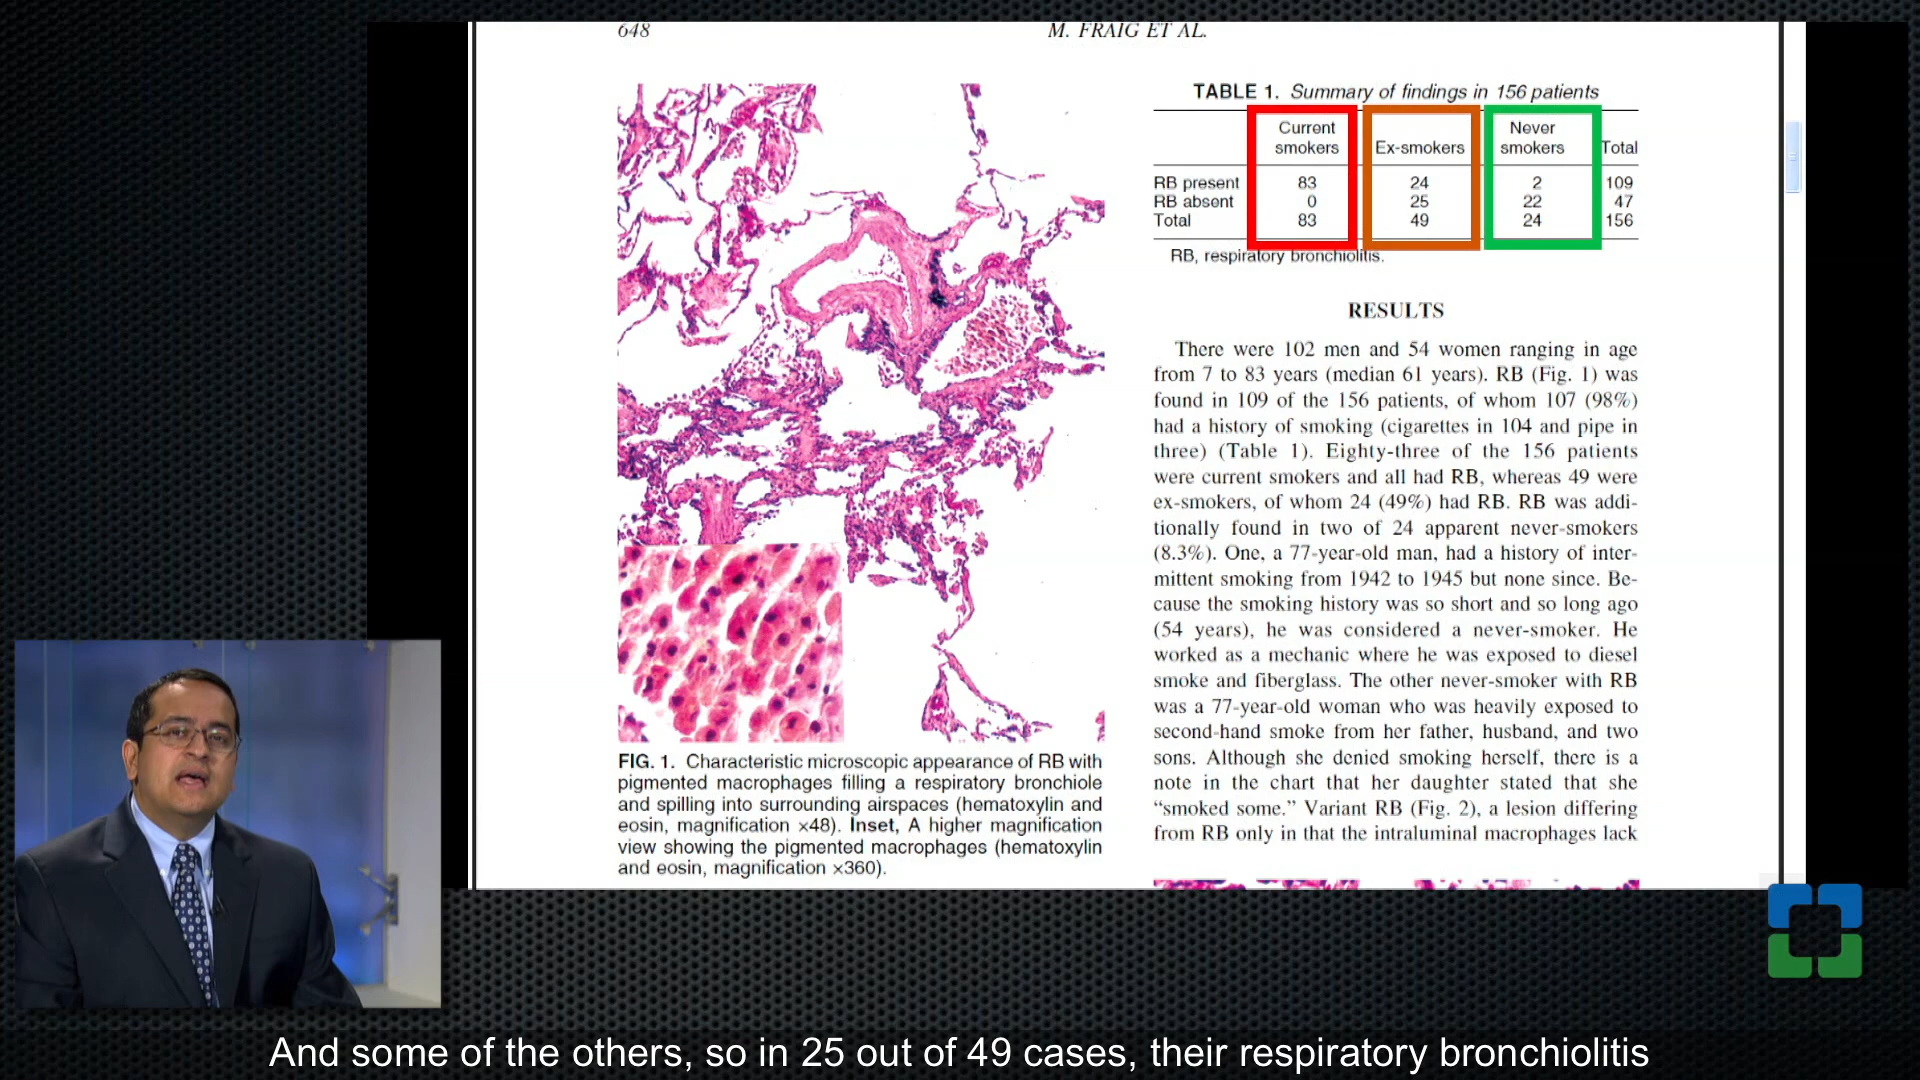 648
M. FRAIG ET AL.
TABLE 1. Summary of findings in 156 patients
Current smokers Ex-smokers Never smokers Total
RB present 83 24 2 109
RB absent 0 25 22 47
Total 83 49 24 156
RB, respiratory bronchiolitis.
RESULTS
There were 102 men and 54 women ranging in age
from 7 to 83 years (median 61 years). RB (Fig. 1) was
found in 109 of the 156 patients, of whom 107 (98%)
had a history of smoking (cigarettes in 104 and pipe in
three) (Table 1). Eighty-three of the 156 patients
were current smokers and all had RB, whereas 49 were
ex-smokers, of whom 24 (49%) had RB. RB was addi-
tionally found in two of 24 apparent never-smokers
(8.3%). One, a 77-year-old man, had a history of inter-
mittent smoking from 1942 to 1945 but none since. Be-
cause the smoking history was so short and so long ago
(54 years), he was considered a never-smoker. He
worked as a mechanic where he was exposed to diesel
smoke and fiberglass. The other never-smoker with RB
was a 77-year-old woman who was heavily exposed to
second-hand smoke from her father, husband, and two
sons. Although she denied smoking herself, there is a
note in the chart that her daughter stated that she
“smoked some.” Variant RB (Fig. 2), a lesion differing
from RB only in that the intraluminal macrophages lack
FIG. 1. Characteristic microscopic appearance of RB with
pigmented macrophages filling a respiratory bronchiole
and spilling into surrounding airspaces (hematoxylin and
eosin, magnification ×48). Inset, A higher magnification
view showing the pigmented macrophages (hematoxylin
and eosin, magnification ×360).
And some of the others, so in 25 out of 49 cases, their respiratory bronchiolitis